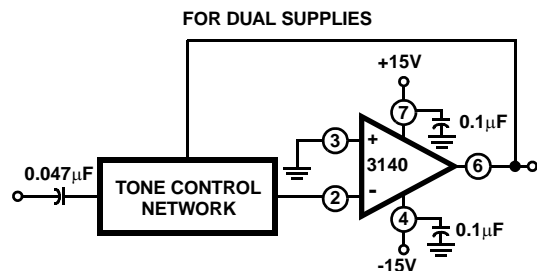 FOR DUAL SUPPLIES
+15V
7
0.1μF
3
+
3140
6
0.047μF
TONE CONTROL
NETWORK
2
-
4
0.1μF
-15V